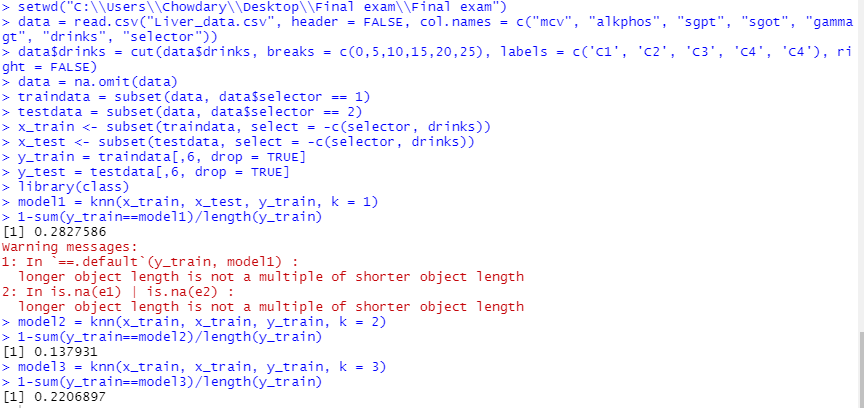 > setwd("C:\\Users\\Chowdary\\Desktop\\Final exam\\Final exam")
> data = read.csv("Liver_data.csv", header = FALSE, col.names = c("mcv", "alkphos", "sgpt", "sgot", "gamma
gt", "drinks", "selector"))
> data$drinks = cut(data$drinks, breaks = c(0,5,10,15,20,25), labels = c('C1', 'C2', 'C3', 'C4', 'C4'), ri
ght = FALSE)
> data = na.omit(data)
> traindata = subset(data, data$selector == 1)
> testdata = subset(data, data$selector == 2)
> x_train <- subset(traindata, select = -c(selector, drinks))
> x_test <- subset(testdata, select = -c(selector, drinks))
> y_train = traindata[,6, drop = TRUE]
> y_test = testdata[,6, drop = TRUE]
> library(class)
> model1 = knn(x_train, x_test, y_train, k = 1)
> 1-sum(y_train==model1)/length(y_train)
[1] 0.2827586
Warning messages:
1: In `==.default`(y_train, model1) :
  longer object length is not a multiple of shorter object length
2: In is.na(e1) | is.na(e2) :
  longer object length is not a multiple of shorter object length
> model2 = knn(x_train, x_train, y_train, k = 2)
> 1-sum(y_train==model2)/length(y_train)
[1] 0.137931
> model3 = knn(x_train, x_train, y_train, k = 3)
> 1-sum(y_train==model3)/length(y_train)
[1] 0.2206897